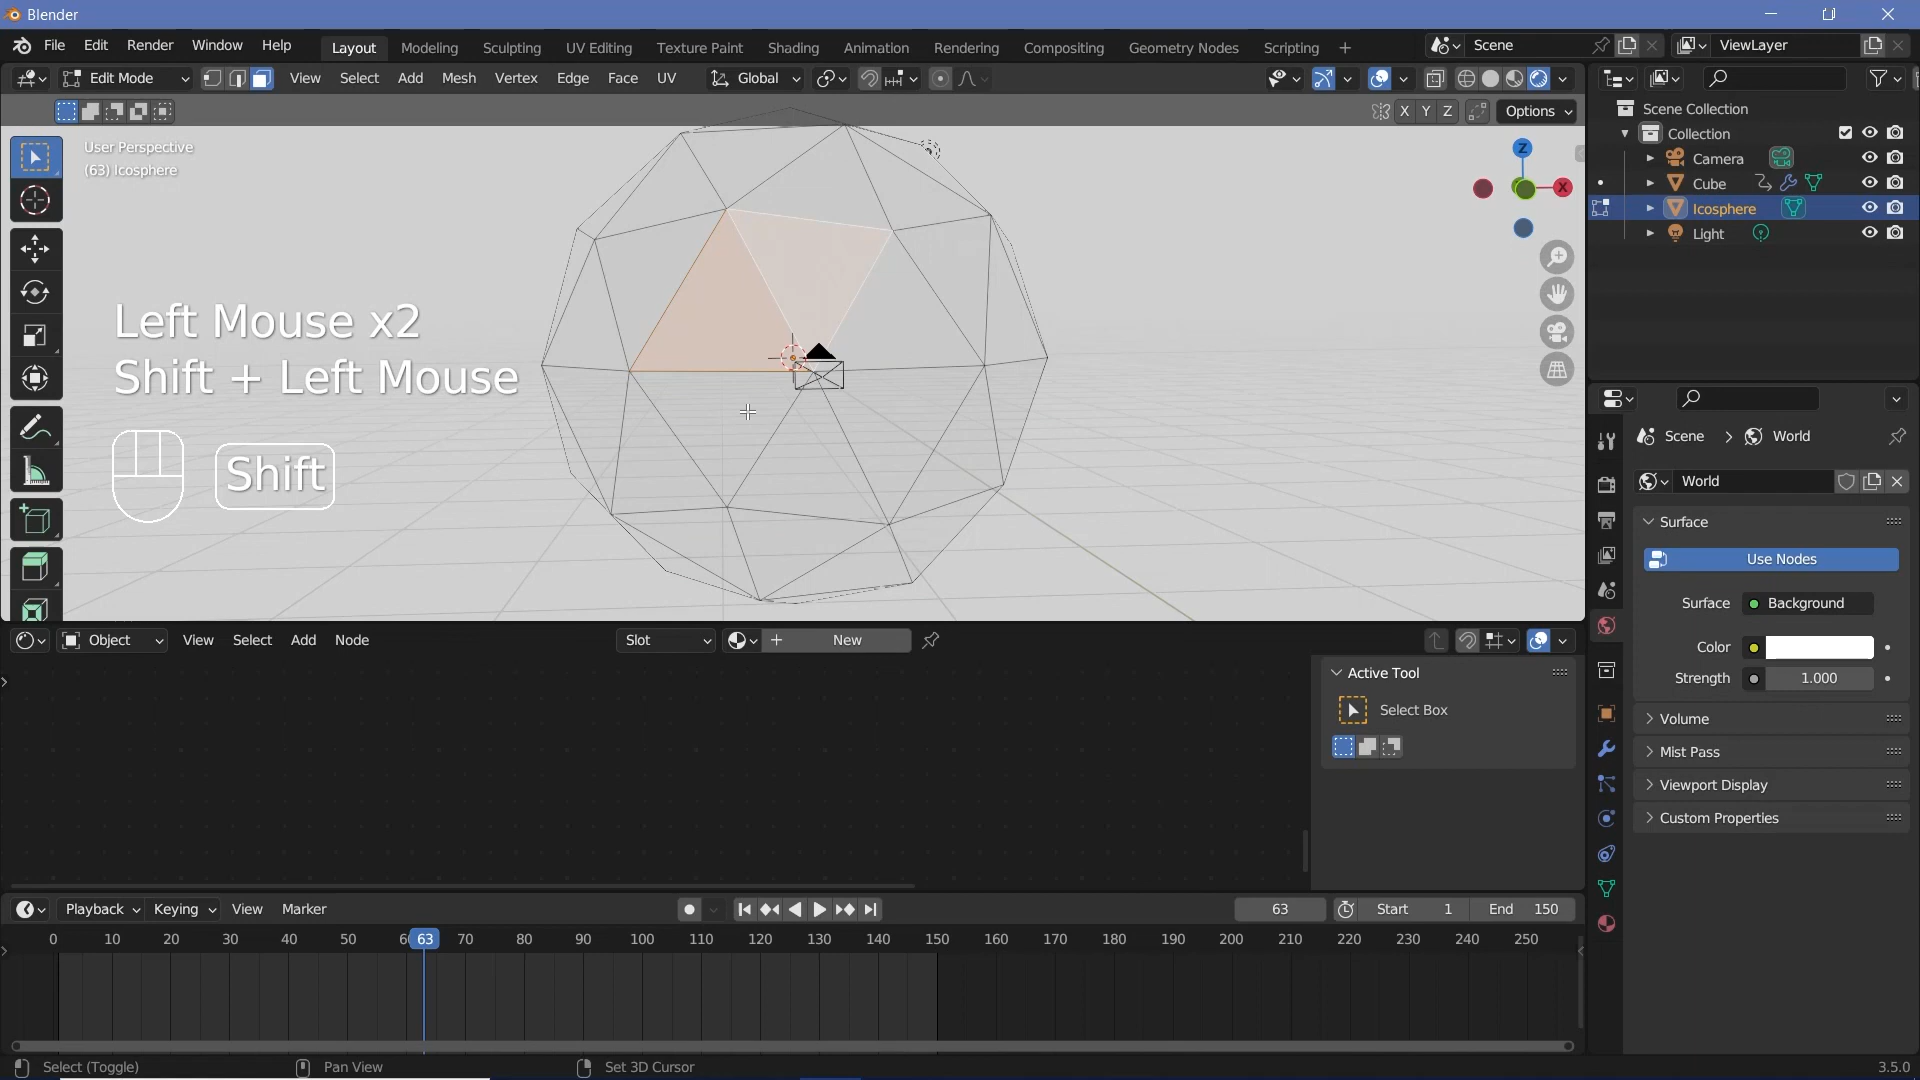 Blender
File Edit Render Window Help Layout Modeling Sculpting UV Editing Texture Paint Shading Animation Rendering Compositing Geometry Nodes Scripting + Scene ViewLayer
Edit Mode View Select Add Mesh Vertex Edge Face UV Global
X Y Z Options
User Perspective
(63) Icosphere
Z
X
Left Mouse x2
Shift + Left Mouse
Shift
Scene Collection
Collection
Camera
Cube
Icosphere
Light
Scene > World
World
Surface
Use Nodes
Surface Background
Color
Strength 1.000
Volume
Mist Pass
Viewport Display
Custom Properties
Object View Select Add Node Slot + New
Active Tool
Select Box
Playback Keying View Marker 63 Start 1 End 150
0 10 20 30 40 50 63 70 80 90 100 110 120 130 140 150 160 170 180 190 200 210 220 230 240 250
Select (Toggle) Pan View Set 3D Cursor 3.5.0